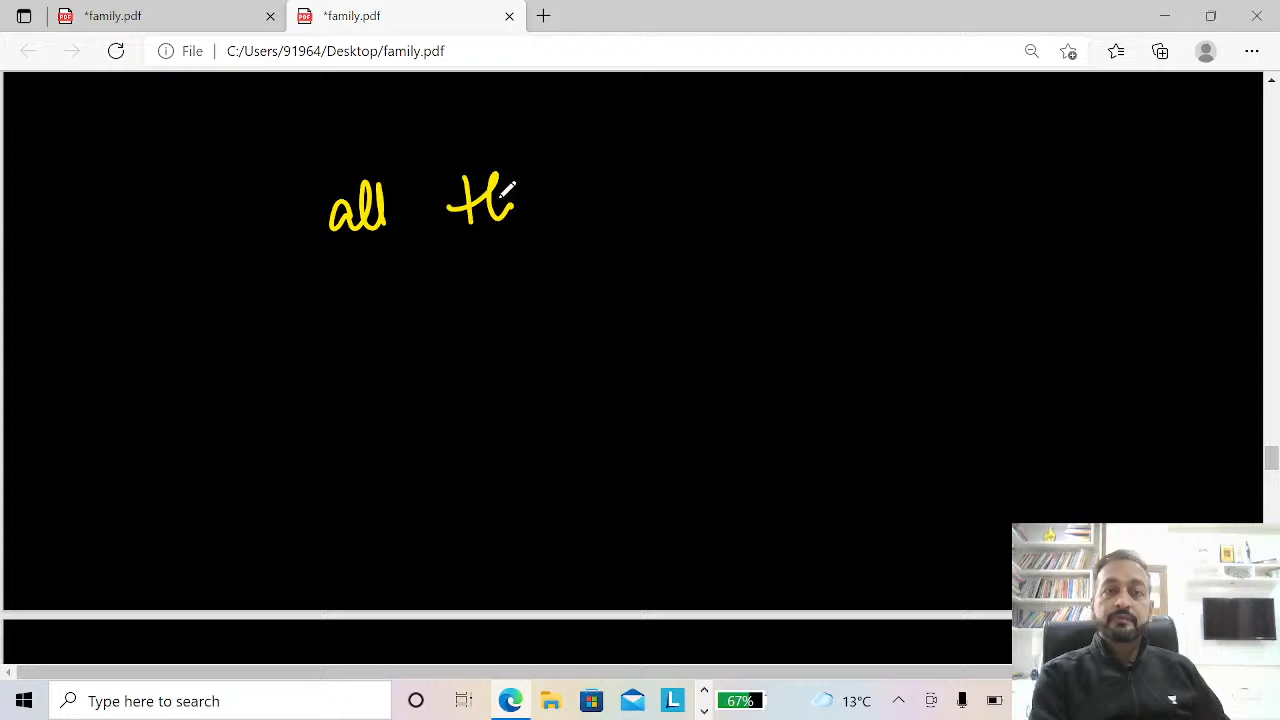 *family.pdf *family.pdf
File C:/Users/91964/Desktop/family.pdf
all
Type here to search 67% 13°C